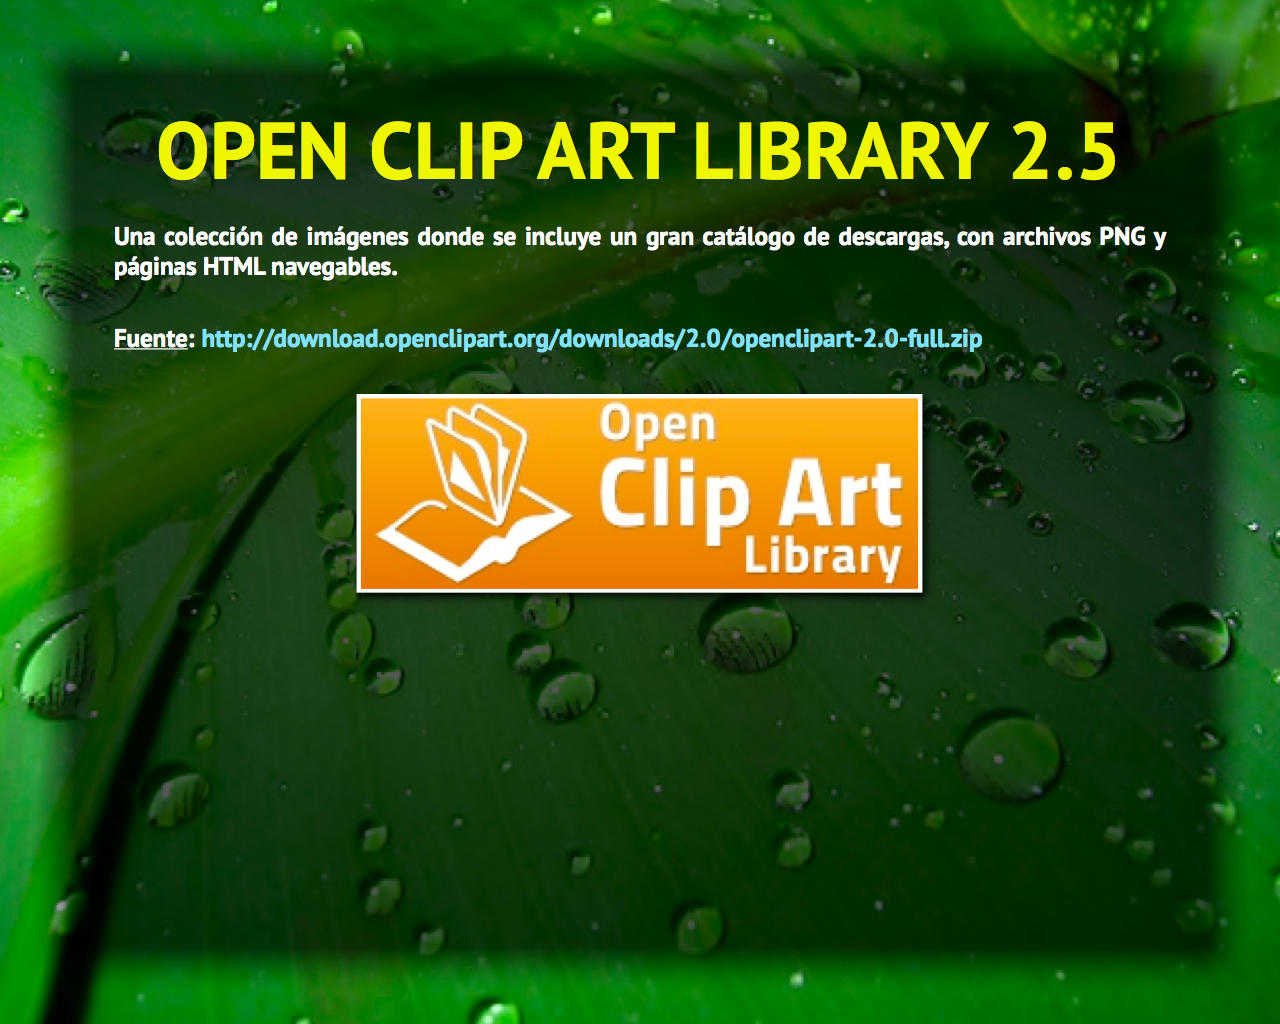 OPEN CLIP ART LIBRARY 2.5
Una colección de imágenes donde se incluye un gran catálogo de descargas, con archivos PNG y
páginas HTML navegables.
Fuente: http://download.openclipart.org/downloads/2.0/openclipart-2.0-full.zip
Open
Clip Art
Library